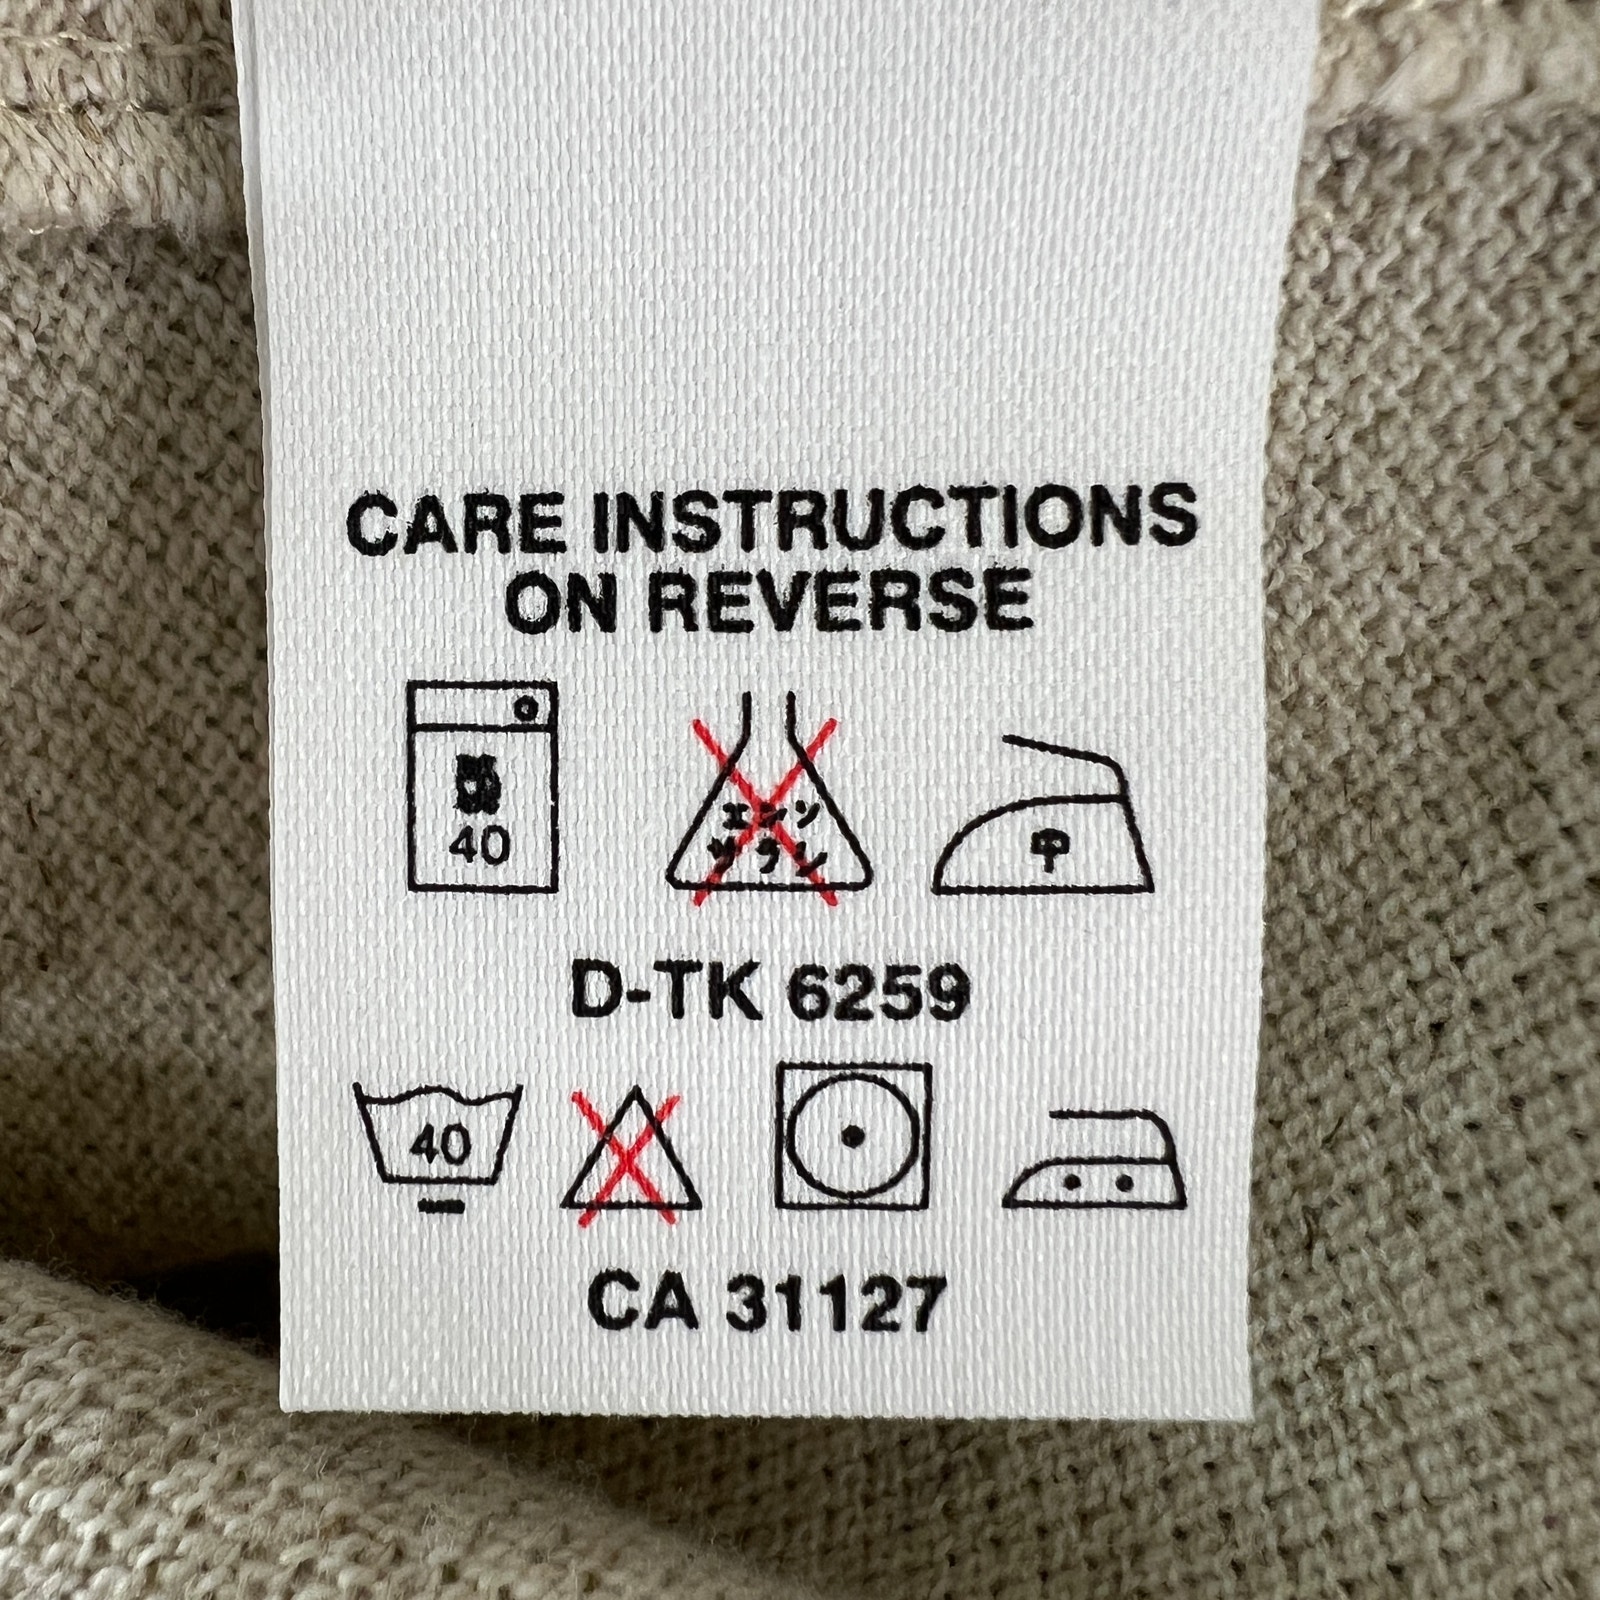 CARE INSTRUCTIONS
ON REVERSE
40
中
D-TK 6259
40
CA 31127